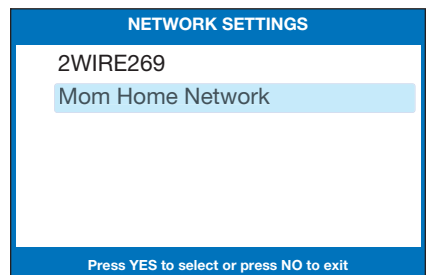 NETWORK SETTINGS
2WIRE269
Mom Home Network
Press YES to select or press NO to exit